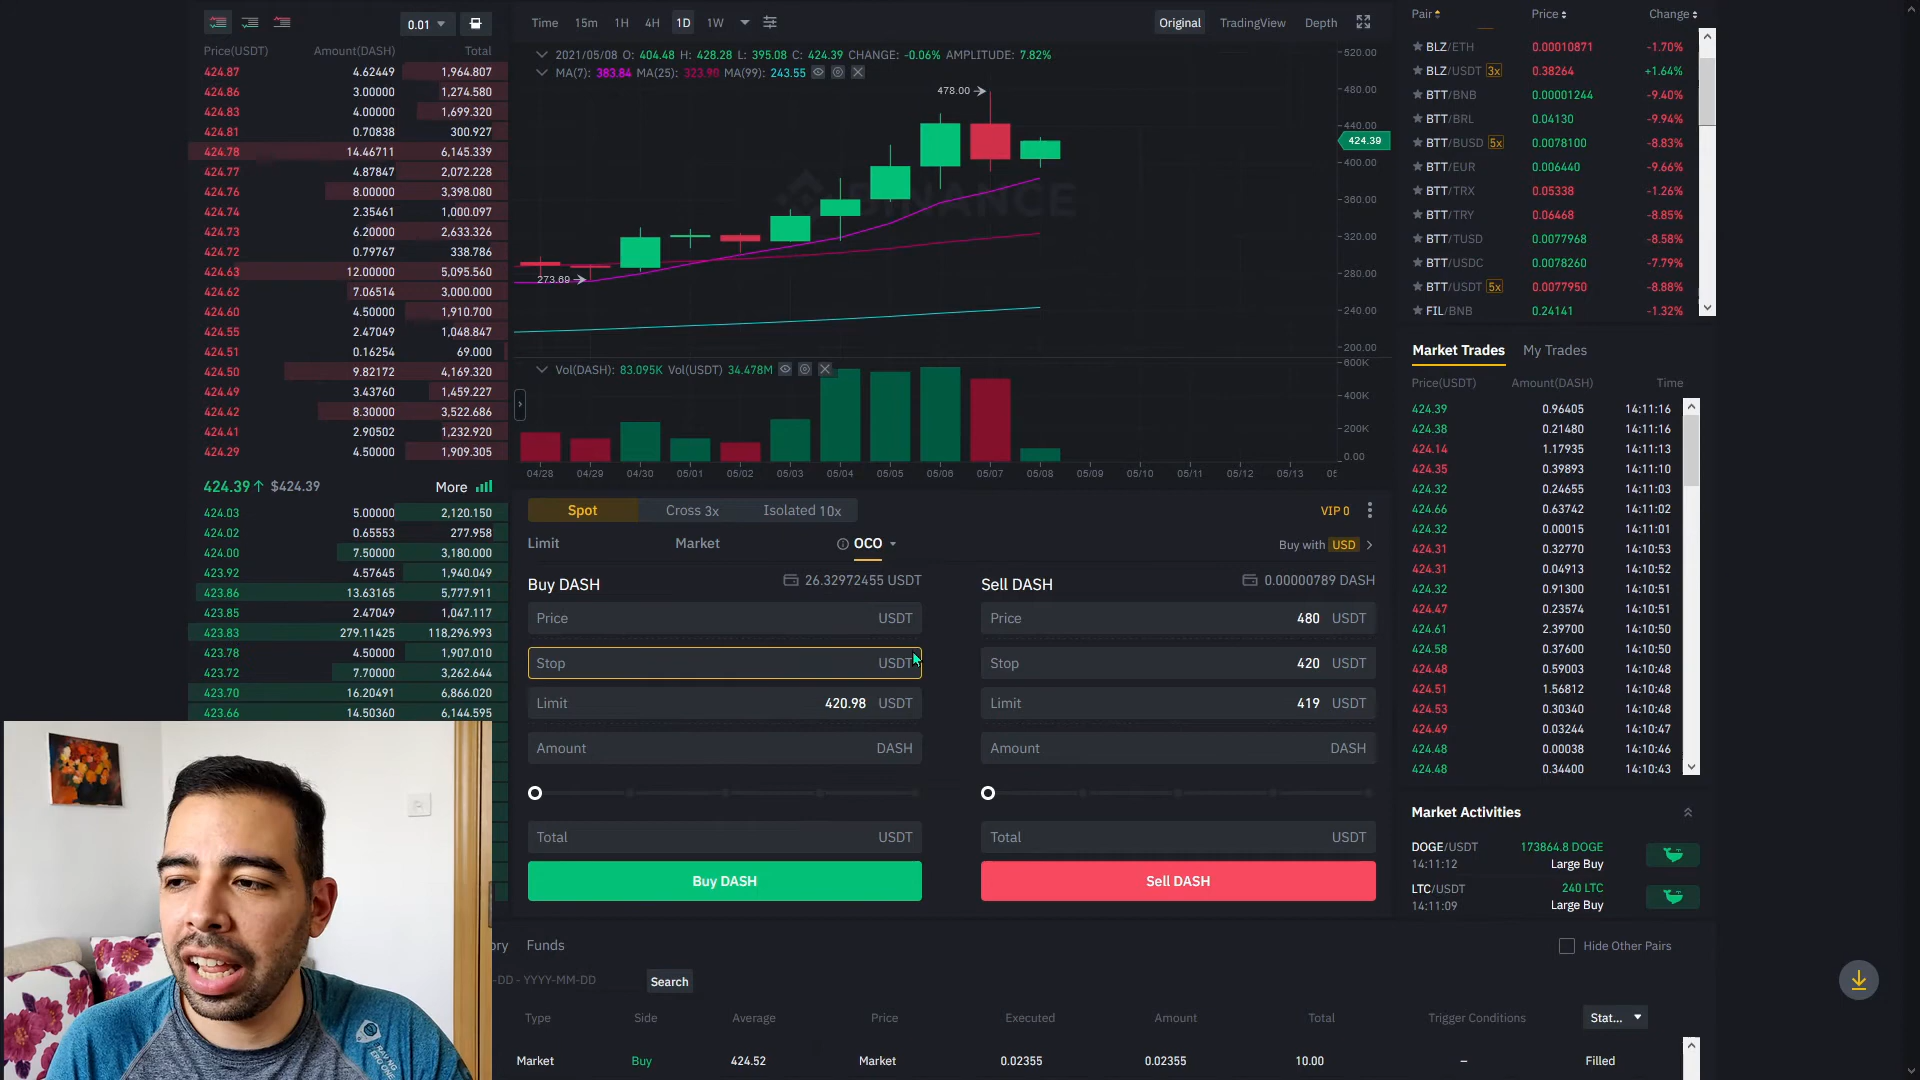 0.01
Price(USDT) Amount(DASH) Total
424.87 4.62449 1,964.807
424.86 3.00000 1,274.580
424.83 4.00000 1,699.320
424.81 0.70838 300.927
424.78 14.46711 6,145.339
424.77 4.87847 2,072.228
424.76 8.00000 3,398.080
424.74 2.35461 1,000.097
424.73 6.20000 2,633.326
424.72 0.79767 338.786
424.63 12.00000 5,095.560
424.62 7.06514 3,000.000
424.60 4.50000 1,910.700
424.55 2.47049 1,048.847
424.51 0.16254 69.000
424.50 9.82172 4,169.320
424.49 3.43760 1,459.227
424.42 8.30000 3,522.686
424.41 2.90502 1,232.920
424.29 4.50000 1,909.305
424.39 $424.39 More
424.03 5.00000 2,120.150
424.02 0.65553 277.958
424.00 7.50000 3,180.000
423.92 4.57645 1,940.049
423.86 13.63165 5,777.911
423.85 2.47049 1,047.117
423.83 279.11425 118,296.993
423.78 4.50000 1,907.010
423.72 7.70000 3,262.644
423.70 16.20491 6,866.020
423.66 14.50360 6,144.595
Time 15m 1H 4H 1D 1W
Original TradingView Depth
2021/05/08 O: 404.48 H: 428.28 L: 395.08 C: 424.39 CHANGE: -0.06% AMPLITUDE: 7.82%
MA(7): 383.84 MA(25): 323.90 MA(99): 243.55
520.00
480.00
478.00
440.00
424.39
400.00
BINANCE
360.00
320.00
273.69
280.00
240.00
200.00
Vol(DASH): 83.095K Vol(USDT) 34.478M
600K
400K
200K
0.00
04/28 04/29 04/30 05/01 05/02 05/03 05/04 05/05 05/06 05/07 05/08 05/09 05/10 05/11 05/12 05/13
Spot Cross 3x Isolated 10x VIP 0
Limit Market OCO Buy with USD
Buy DASH 26.32972455 USDT
Price USDT
Stop USDT
Limit 420.98 USDT
Amount DASH
Total USDT
Buy DASH
Sell DASH 0.00000789 DASH
Price 480 USDT
Stop 420 USDT
Limit 419 USDT
Amount DASH
Total USDT
Sell DASH
Pair Price Change
BLZ/ETH 0.00010871 -1.70%
BLZ/USDT 3x 0.38264 +1.64%
BTT/BNB 0.00001244 -9.40%
BTT/BRL 0.04130 -9.94%
BTT/BUSD 5x 0.0078100 -8.83%
BTT/EUR 0.006440 -9.66%
BTT/TRX 0.05338 -1.26%
BTT/TRY 0.06468 -8.85%
BTT/TUSD 0.0077968 -8.58%
BTT/USDC 0.0078260 -7.79%
BTT/USDT 5x 0.0077950 -8.88%
FIL/BNB 0.24141 -1.32%
Market Trades My Trades
Price(USDT) Amount(DASH) Time
424.39 0.96405 14:11:16
424.38 0.21480 14:11:16
424.14 1.17935 14:11:13
424.35 0.39893 14:11:10
424.32 0.24655 14:11:03
424.66 0.63742 14:11:02
424.32 0.00015 14:11:01
424.31 0.32770 14:10:53
424.31 0.04913 14:10:52
424.32 0.91300 14:10:51
424.47 0.23574 14:10:51
424.61 2.39700 14:10:50
424.58 0.37600 14:10:50
424.48 0.59003 14:10:48
424.51 1.56812 14:10:48
424.53 0.30340 14:10:48
424.49 0.03244 14:10:47
424.48 0.00038 14:10:46
424.48 0.34400 14:10:43
Market Activities
DOGE/USDT 173864.8 DOGE
14:11:12 Large Buy
LTC/USDT 240 LTC
14:11:09 Large Buy
ory Funds Hide Other Pairs
-DD - YYYY-MM-DD Search
Type Side Average Price Executed Amount Total Trigger Conditions Stat...
Market Buy 424.52 Market 0.02355 0.02355 10.00 – Filled